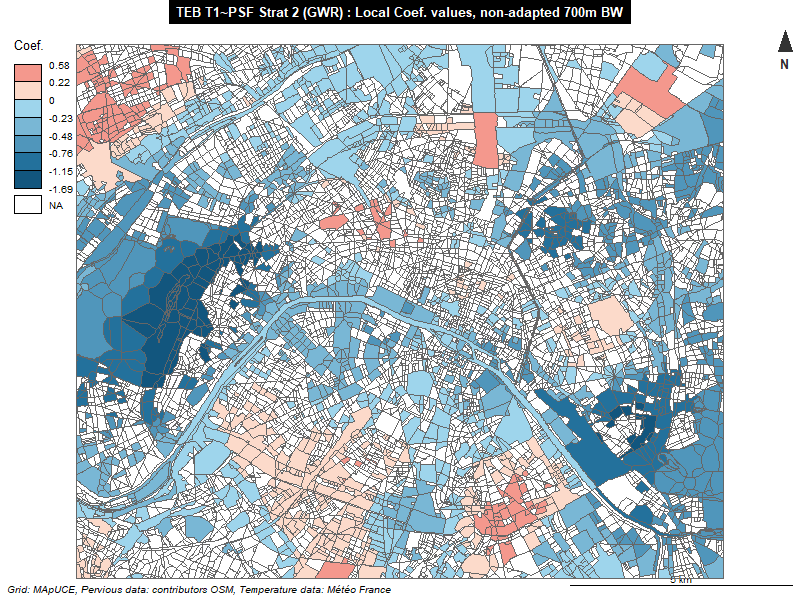 TEB T1~PSF Strat 2 (GWR) : Local Coef. values, non-adapted 700m BW
Coef.
0.58
0.22
0
-0.23
-0.48
-0.76
-1.15
-1.69
NA
N
5 km
Grid: MApUCE, Pervious data: contributors OSM, Temperature data: Météo France